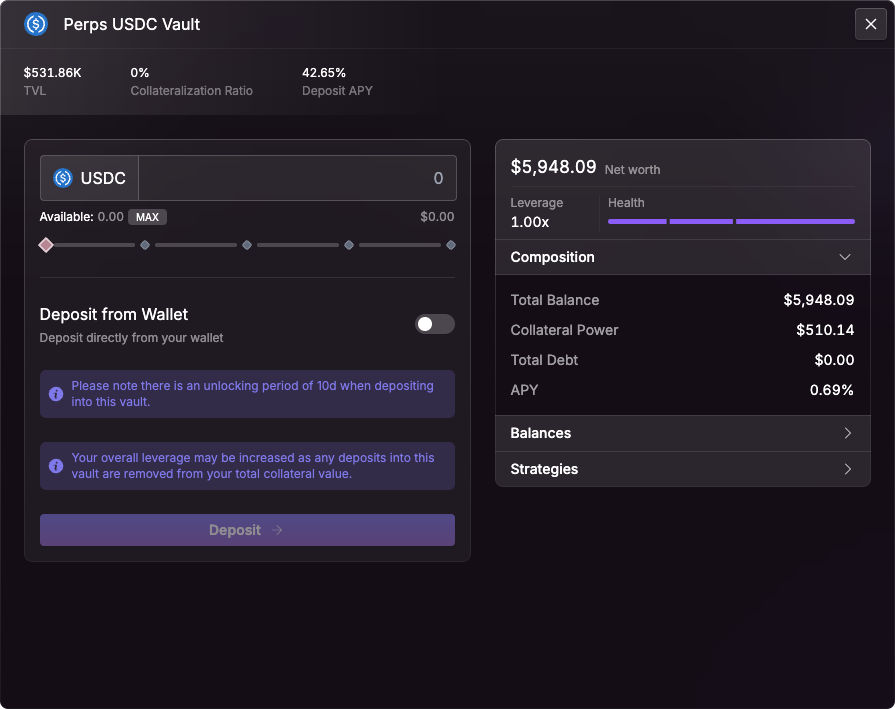 Perps USDC Vault
$531.86K
TVL
0%
Collateralization Ratio
42.65%
Deposit APY
USDC
0
Available: 0.00 MAX
$0.00
Deposit from Wallet
Deposit directly from your wallet
Please note there is an unlocking period of 10d when depositing
into this vault.
Your overall leverage may be increased as any deposits into this
vault are removed from your total collateral value.
Deposit →
$5,948.09 Net worth
Leverage
1.00x
Health
Composition
Total Balance $5,948.09
Collateral Power $510.14
Total Debt $0.00
APY 0.69%
Balances
Strategies